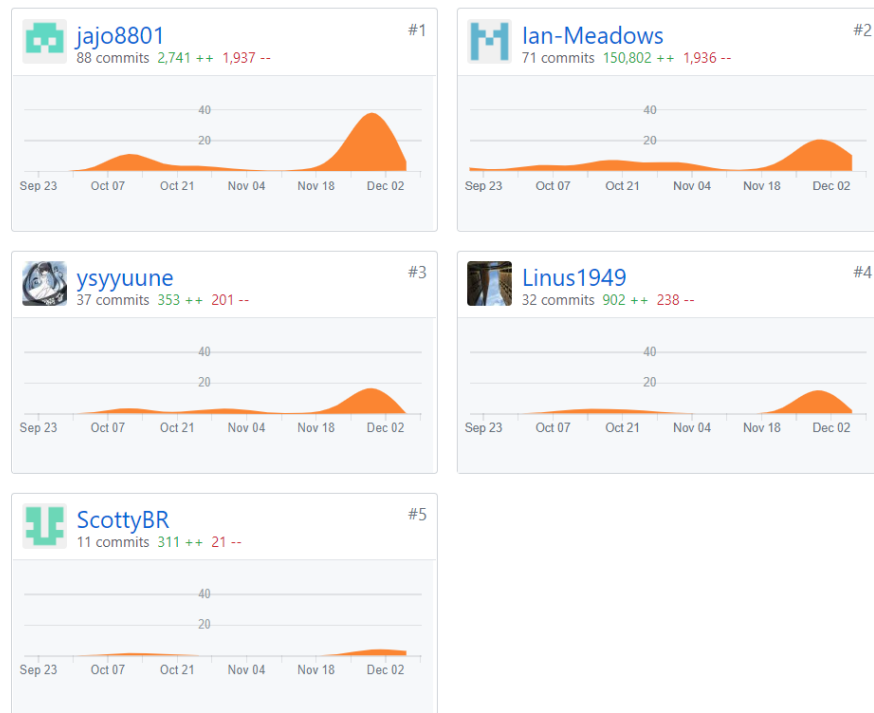 jajo8801 #1
88 commits 2,741 ++ 1,937 --
40
20
Sep 23 Oct 07 Oct 21 Nov 04 Nov 18 Dec 02
Ian-Meadows #2
71 commits 150,802 ++ 1,936 --
40
20
Sep 23 Oct 07 Oct 21 Nov 04 Nov 18 Dec 02
ysyyuune #3
37 commits 353 ++ 201 --
40
20
Sep 23 Oct 07 Oct 21 Nov 04 Nov 18 Dec 02
Linus1949 #4
32 commits 902 ++ 238 --
40
20
Sep 23 Oct 07 Oct 21 Nov 04 Nov 18 Dec 02
ScottyBR #5
11 commits 311 ++ 21 --
40
20
Sep 23 Oct 07 Oct 21 Nov 04 Nov 18 Dec 02